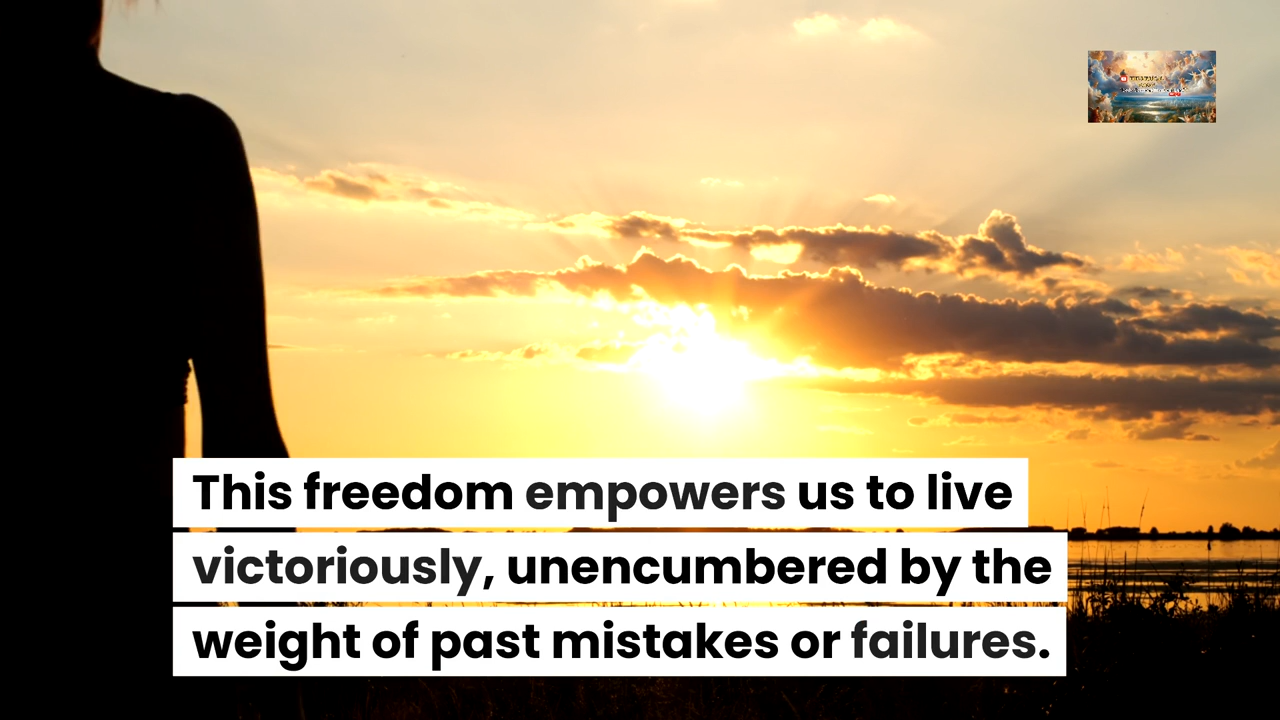 This freedom empowers us to live
victoriously, unencumbered by the
weight of past mistakes or failures.